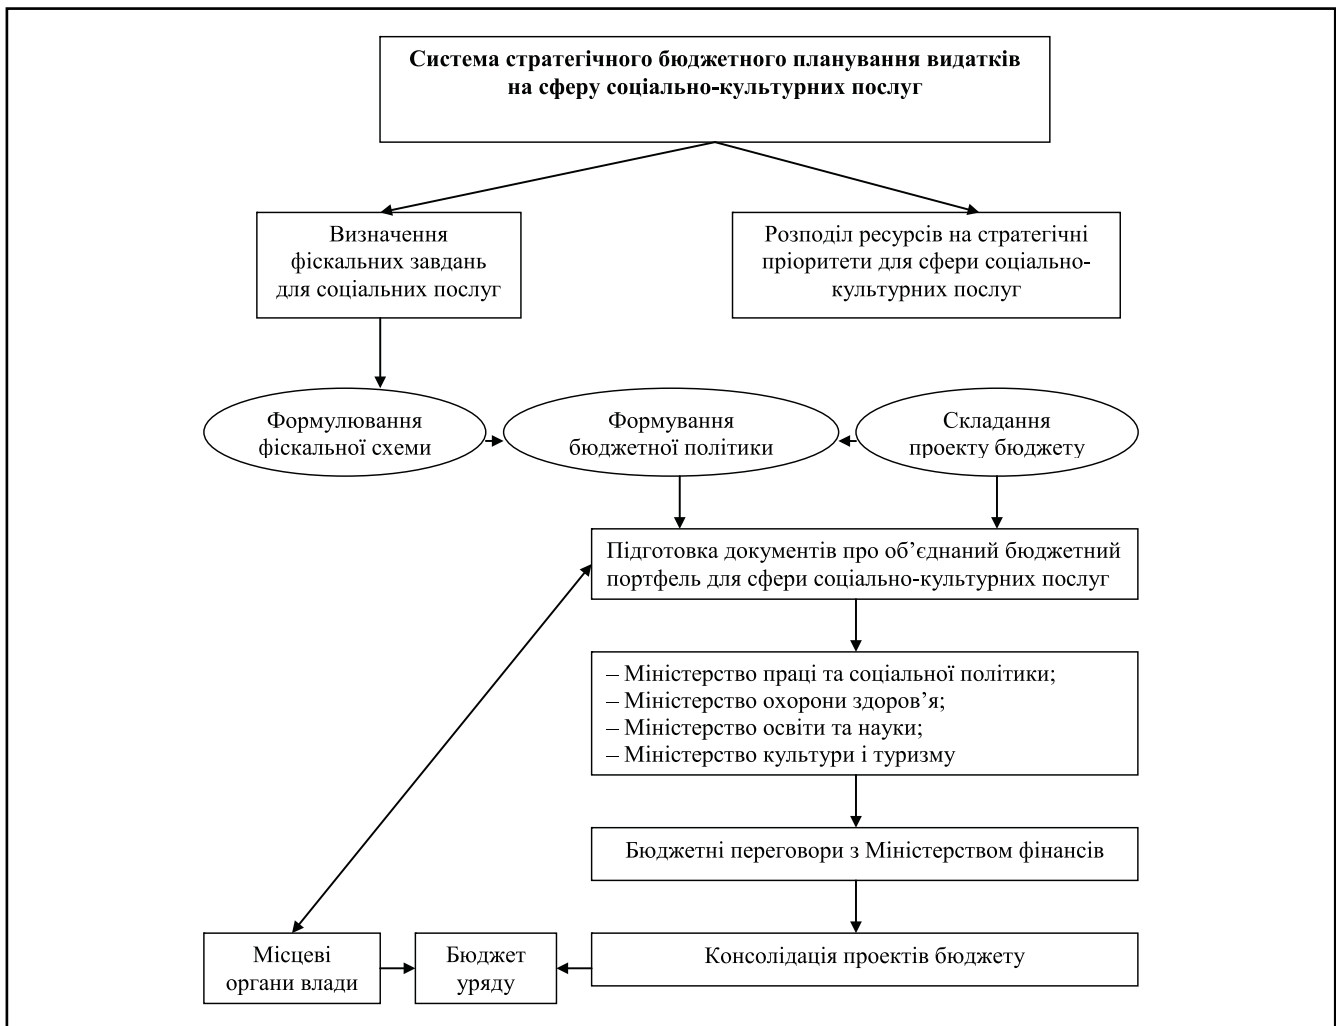 Система стратегічного бюджетного планування видатків
на сферу соціально-культурних послуг
Визначення
фіскальних завдань
для соціальних послуг
Розподіл ресурсів на стратегічні
пріоритети для сфери соціально-
культурних послуг
Формулювання
фіскальної схеми
Формування
бюджетної політики
Складання
проекту бюджету
Підготовка документів про об’єднаний бюджетний
портфель для сфери соціально-культурних послуг
– Міністерство праці та соціальної політики;
– Міністерство охорони здоров’я;
– Міністерство освіти та науки;
– Міністерство культури і туризму
Бюджетні переговори з Міністерством фінансів
Місцеві
органи влади
Бюджет
уряду
Консолідація проектів бюджету